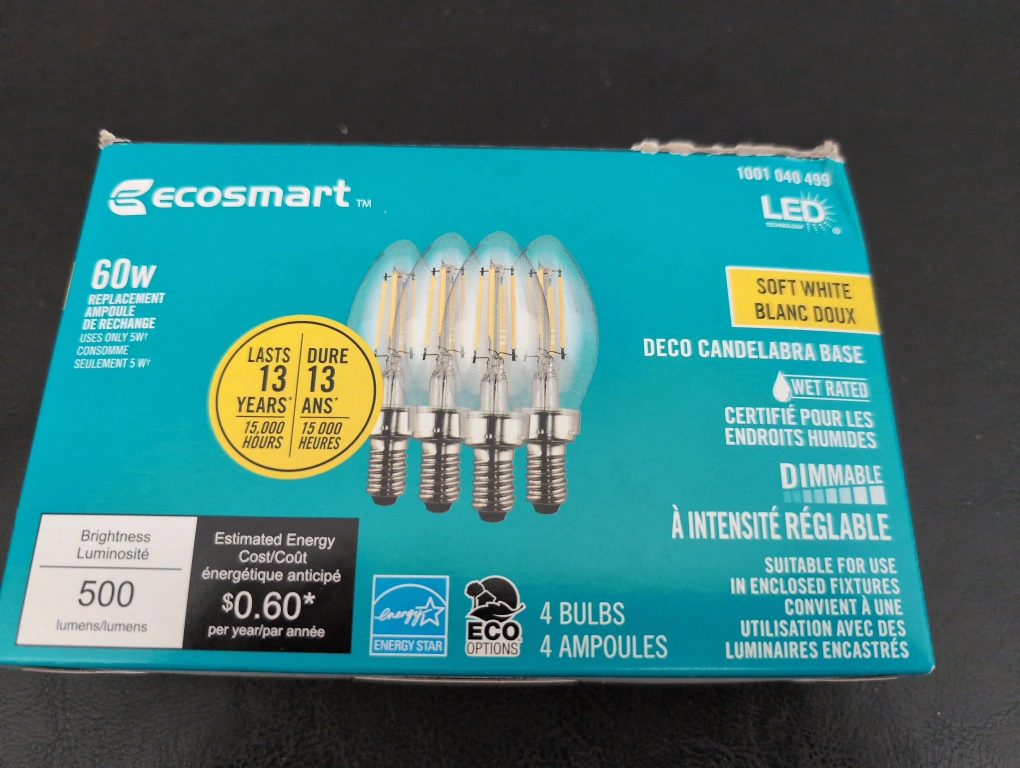 ecosmart TM
1001 040 499
LED
TECHNOLOGY ®
60W
REPLACEMENT
AMPOULE
DE RECHANGE
USES ONLY 5W†
CONSOMME
SEULEMENT 5 W†
LASTS
13
YEARS*
15,000
HOURS
DURE
13
ANS*
15 000
HEURES
SOFT WHITE
BLANC DOUX
DECO CANDELABRA BASE
WET RATED
CERTIFIÉ POUR LES
ENDROITS HUMIDES
DIMMABLE
À INTENSITÉ RÉGLABLE
SUITABLE FOR USE
IN ENCLOSED FIXTURES
CONVIENT À UNE
UTILISATION AVEC DES
LUMINAIRES ENCASTRÉS
Brightness
Luminosité
500
lumens/lumens
Estimated Energy
Cost/Coût
énergétique anticipé
$0.60*
per year/par année
energy
ENERGY STAR
ECO
OPTIONS
4 BULBS
4 AMPOULES